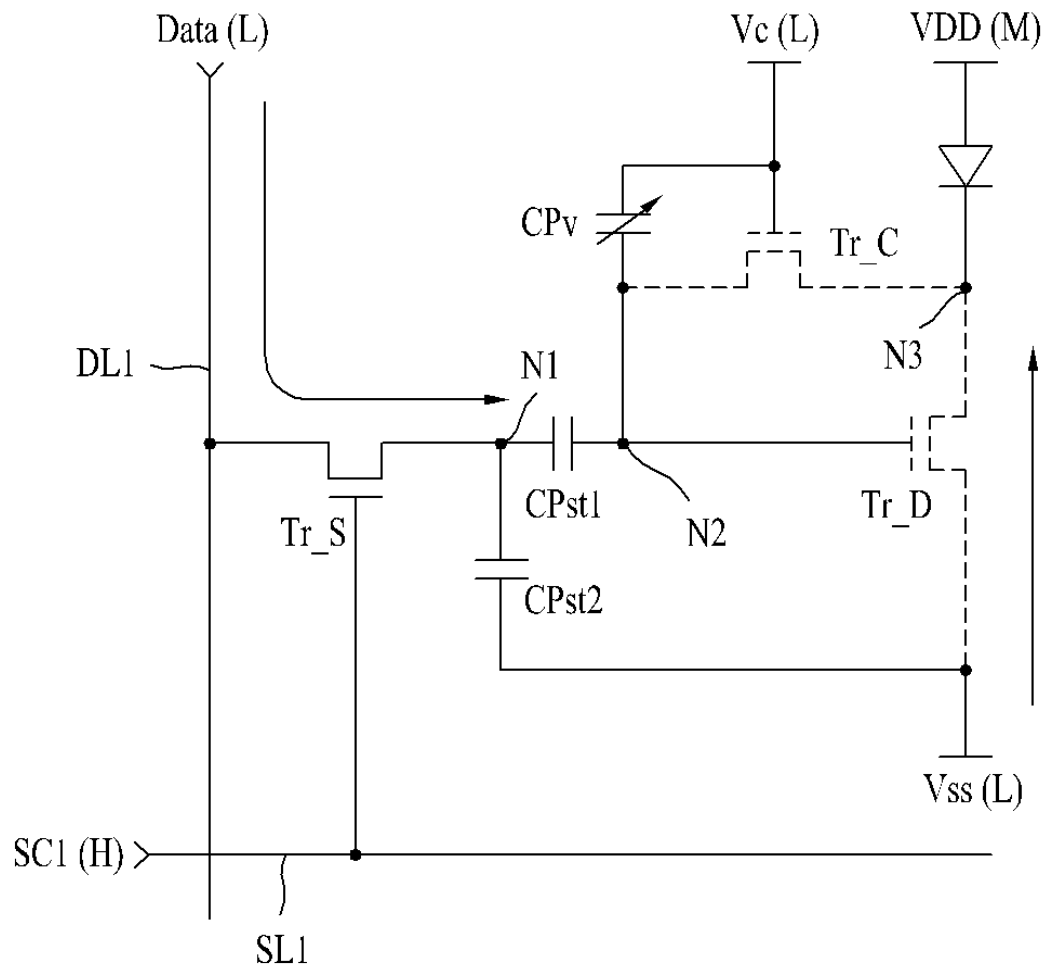 Data (L)
Vc (L)
VDD (M)
CPv
Tr_C
DL1
N1
N3
CPst1
Tr_S
N2
Tr_D
CPst2
Vss (L)
SC1 (H)
SL1